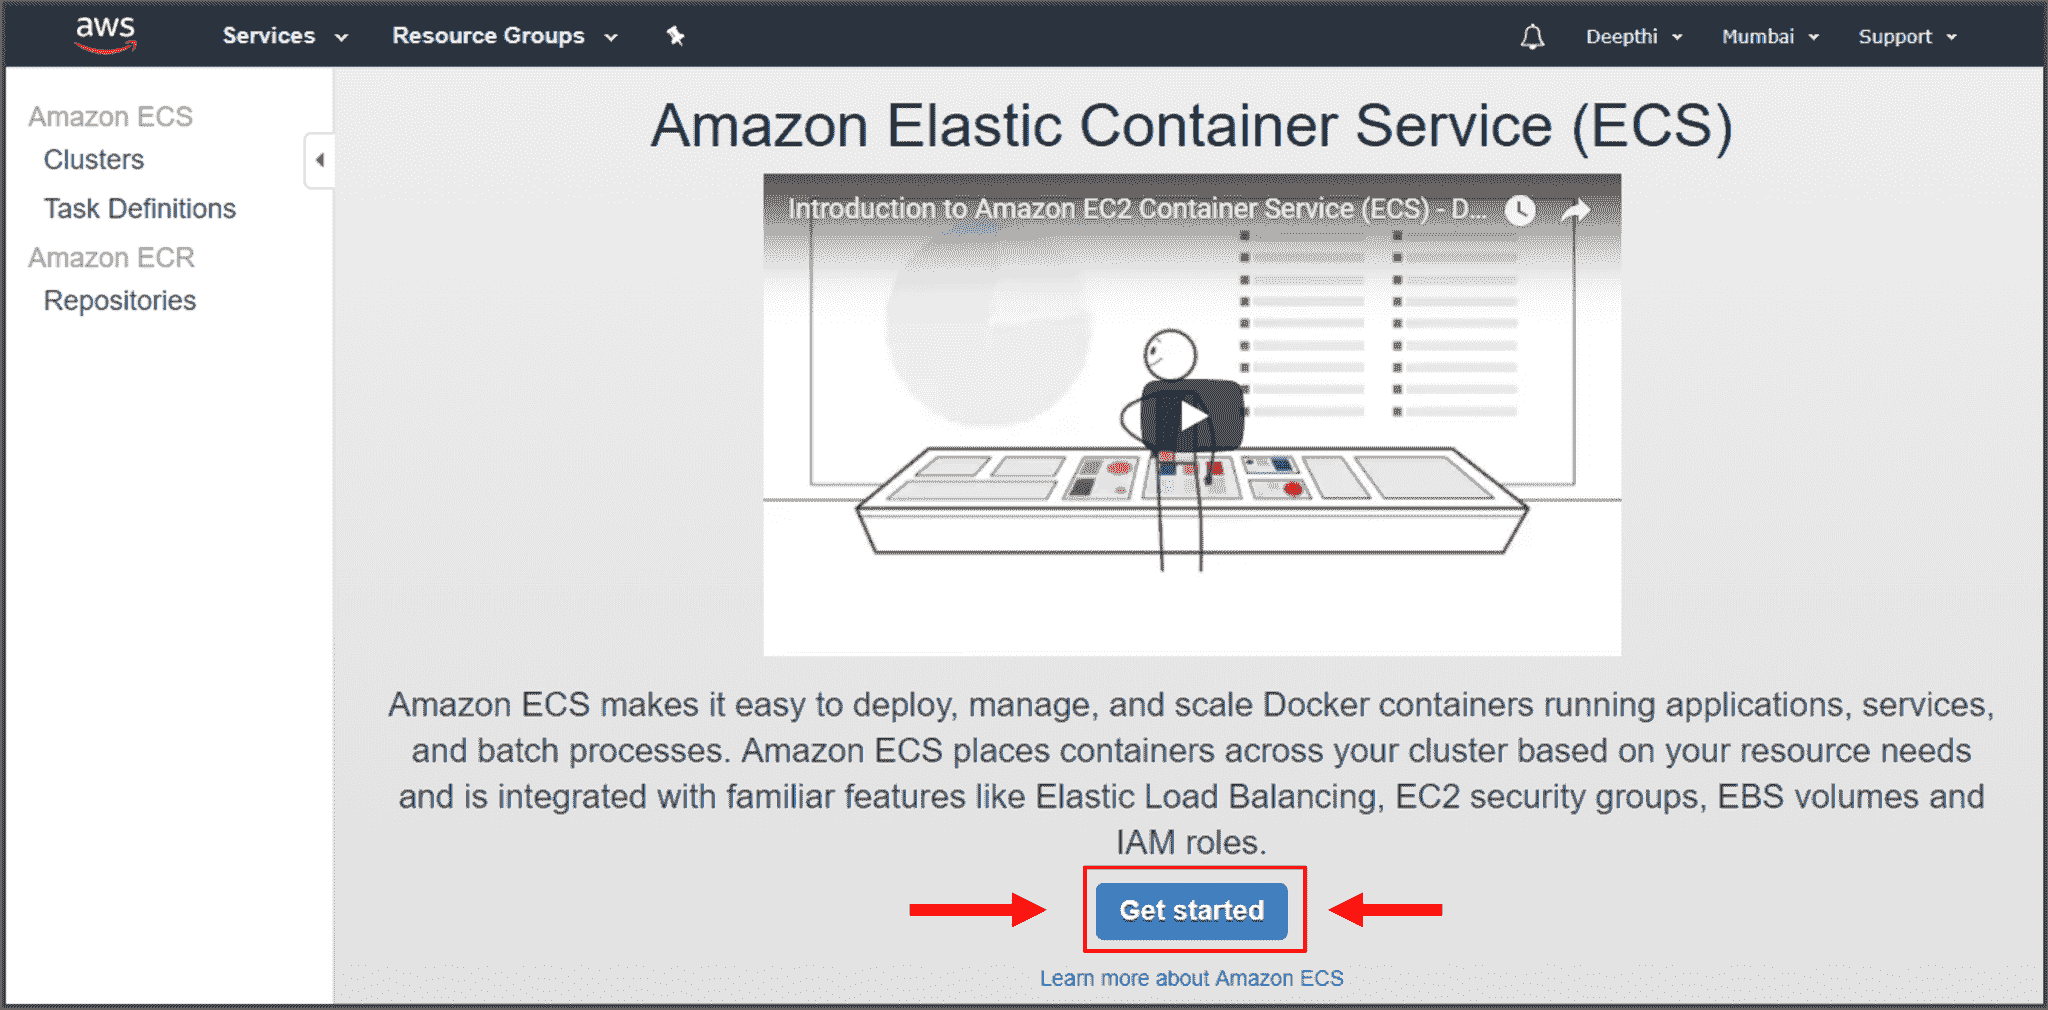 aws Services Resource Groups Deepthi Mumbai Support
Amazon ECS
Clusters
Task Definitions
Amazon ECR
Repositories
Amazon Elastic Container Service (ECS)
Introduction to Amazon EC2 Container Service (ECS) - D...
Amazon ECS makes it easy to deploy, manage, and scale Docker containers running applications, services,
and batch processes. Amazon ECS places containers across your cluster based on your resource needs
and is integrated with familiar features like Elastic Load Balancing, EC2 security groups, EBS volumes and
IAM roles.
Get started
Learn more about Amazon ECS